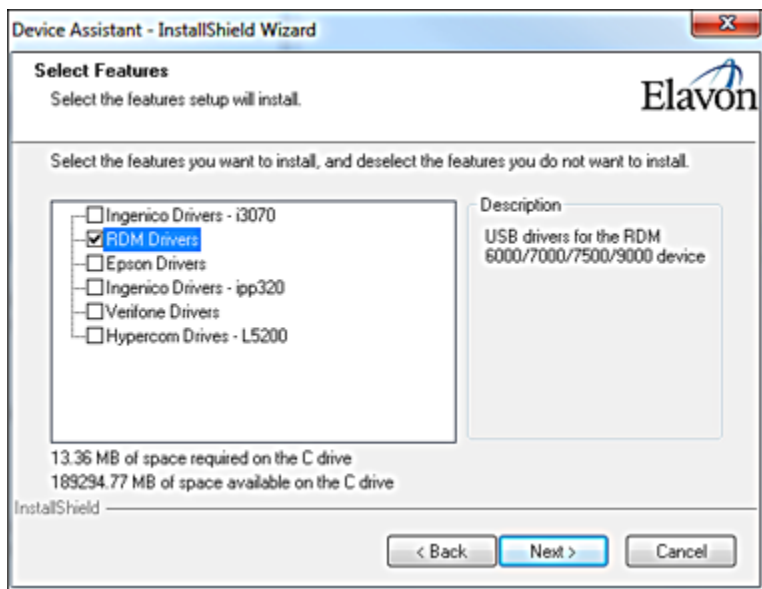 Device Assistant - InstallShield Wizard
Select Features
Select the features setup will install.
Elavon
Select the features you want to install, and deselect the features you do not want to install.
Ingenico Drivers - i3070
RDM Drivers
Epson Drivers
Ingenico Drivers - ipp320
Verifone Drivers
Hypercom Drives - L5200
Description
USB drivers for the RDM
6000/7000/7500/9000 device
13.36 MB of space required on the C drive
189294.77 MB of space available on the C drive
InstallShield
< Back
Next >
Cancel